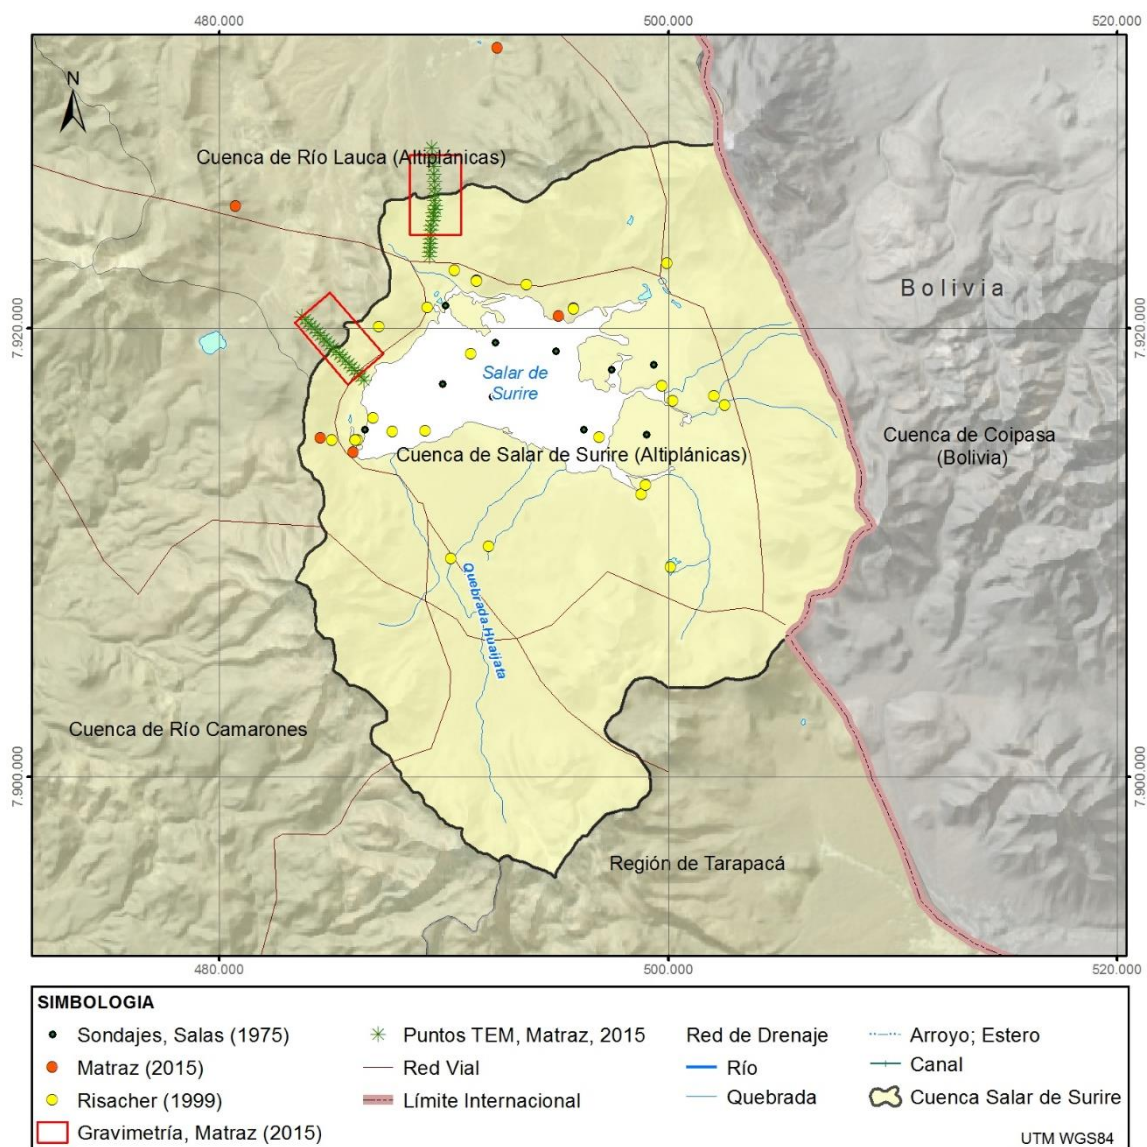 480.000
500.000
520.000
N
Cuenca de Río Lauca (Altiplánicas)
Bolivia
7.920.000
7.920.000
Salar de
Surire
Cuenca de Coipasa
(Bolivia)
Cuenca de Salar de Surire (Altiplánicas)
Quebrada Huaijata
Cuenca de Río Camarones
7.900.000
7.900.000
Región de Tarapacá
480.000
500.000
520.000
SIMBOLOGIA
Sondajes, Salas (1975)
Matraz (2015)
Risacher (1999)
Gravimetría, Matraz (2015)
Puntos TEM, Matraz, 2015
Red Vial
Límite Internacional
Red de Drenaje
Río
Quebrada
Arroyo; Estero
Canal
Cuenca Salar de Surire
UTM WGS84